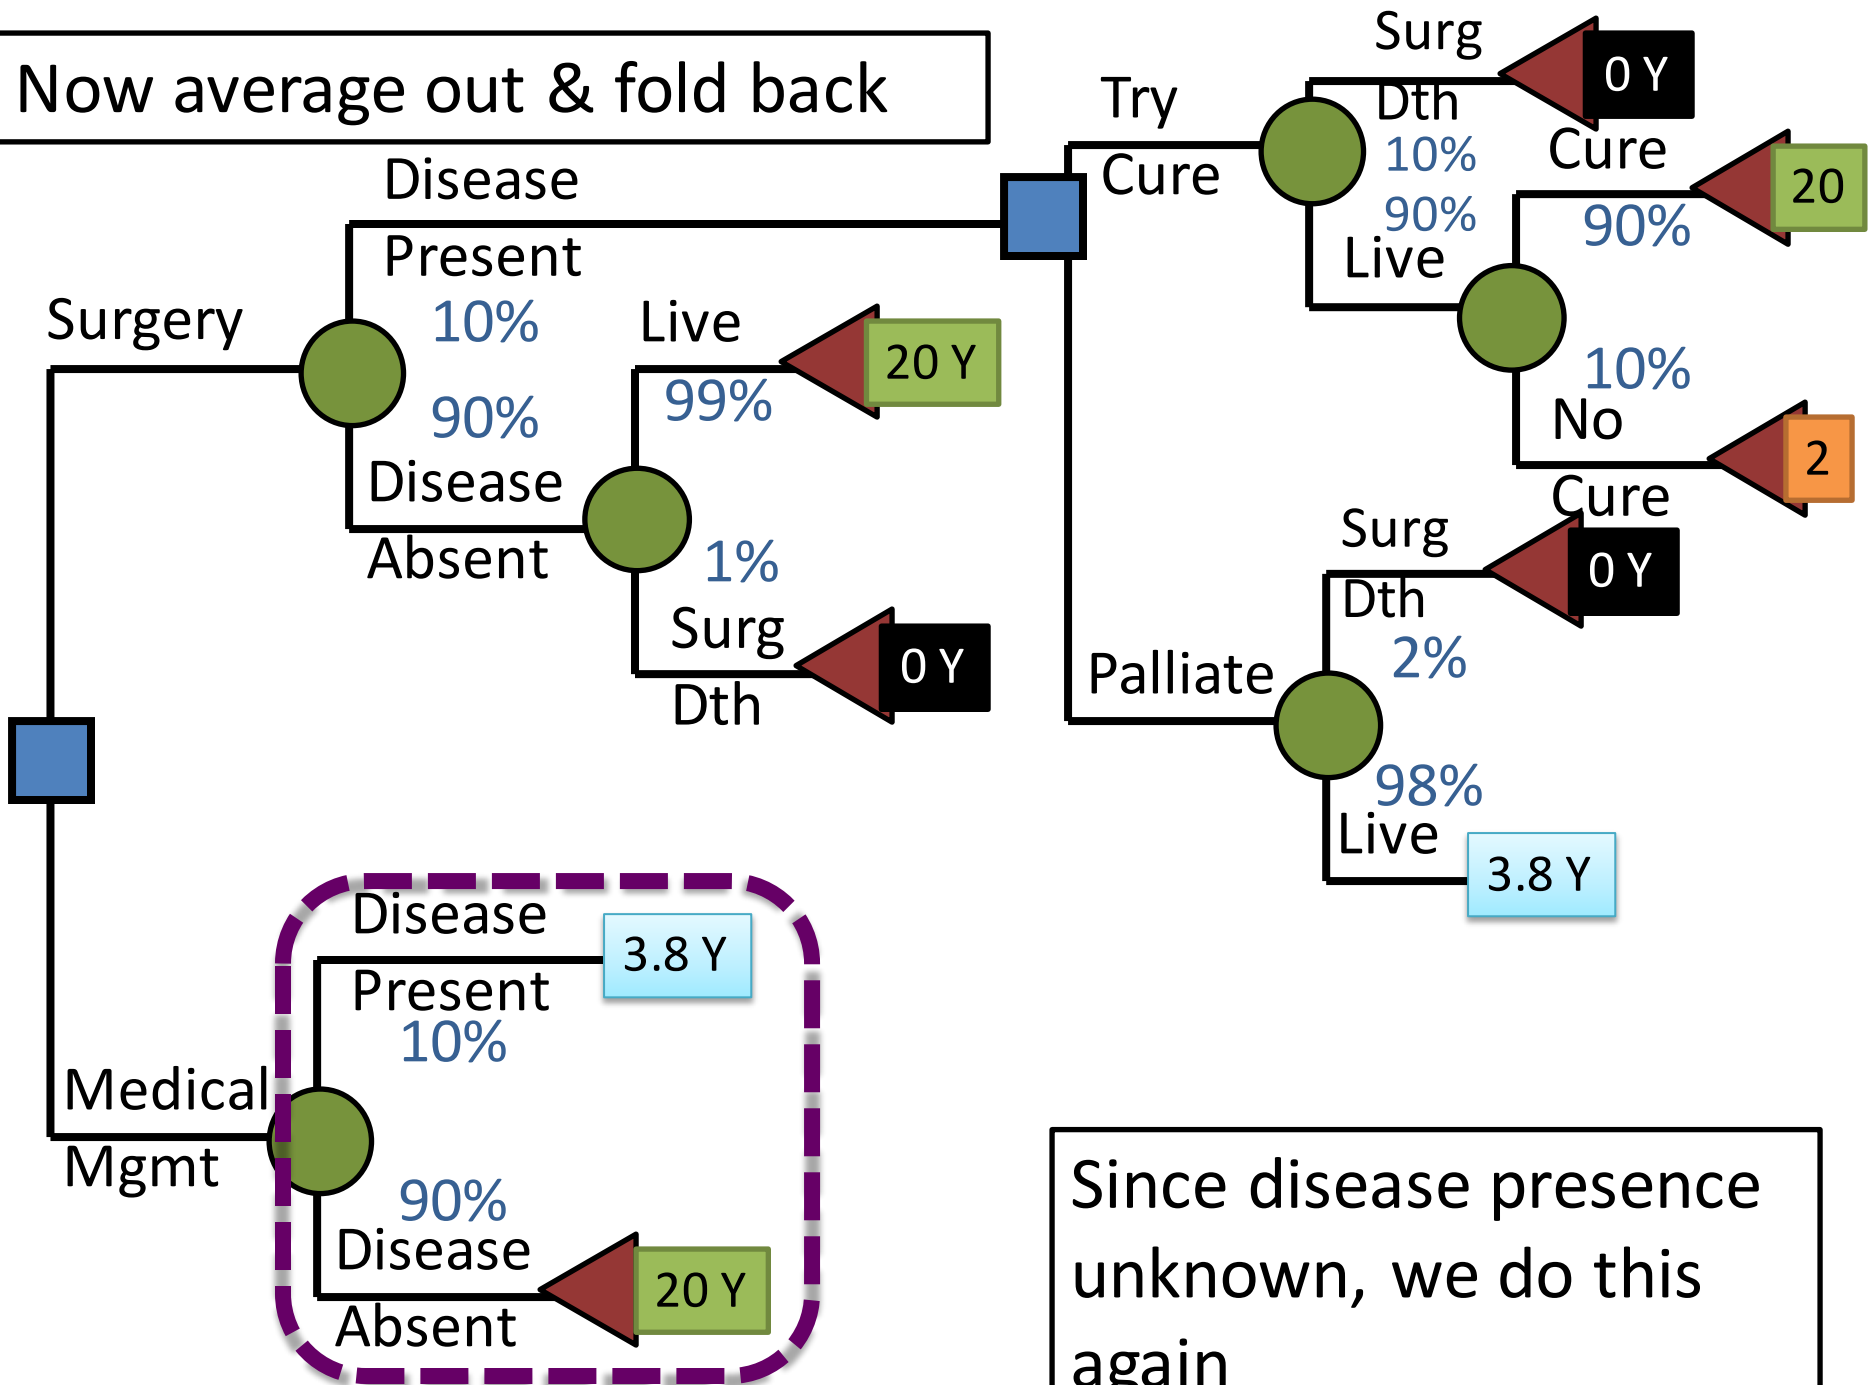 Now average out & fold back
Surgery
Disease
Present
10%
90%
Disease
Absent
Live
99%
20 Y
1%
Surg
Dth
0 Y
Try
Cure
Surg
Dth
10%
0 Y
90%
Live
Cure
90%
20
10%
No
Cure
2
Palliate
Surg
Dth
2%
0 Y
98%
Live
3.8 Y
Medical
Mgmt
Disease
Present
10%
3.8 Y
90%
Disease
Absent
20 Y
Since disease presence
unknown, we do this
again